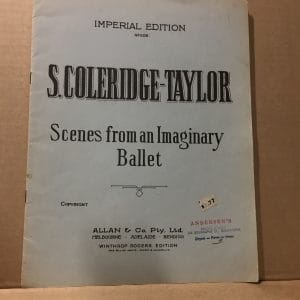 IMPERIAL EDITION
S. COLERIDGE-TAYLOR
Scenes from an Imaginary
Ballet
COPYRIGHT
ALLAN & Co. Pty. Ltd.
MELBOURNE ADELAIDE BENDIGO
WINTHROP ROGERS EDITION
ANDERSEN'S